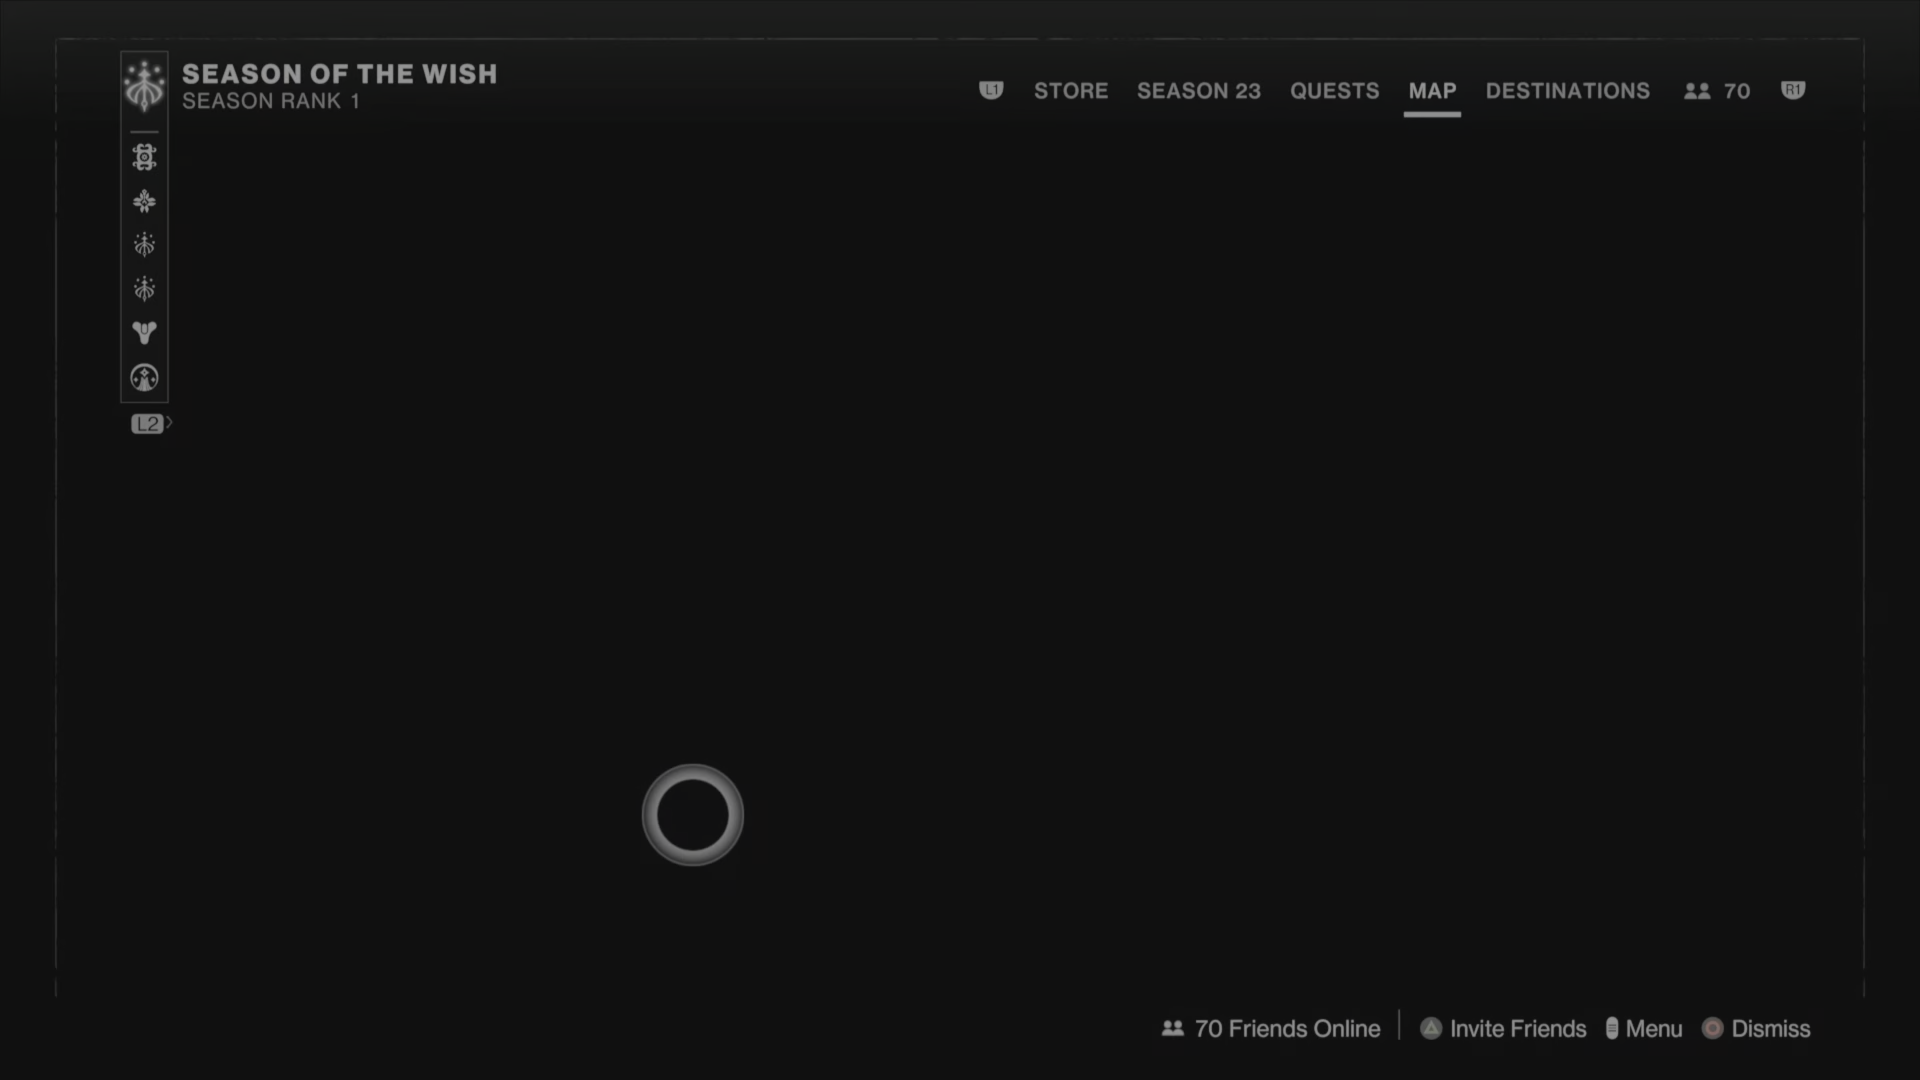 SEASON OF THE WISH
SEASON RANK 1
L1 STORE SEASON 23 QUESTS MAP DESTINATIONS 70 R1
L2
70 Friends Online Invite Friends Menu Dismiss